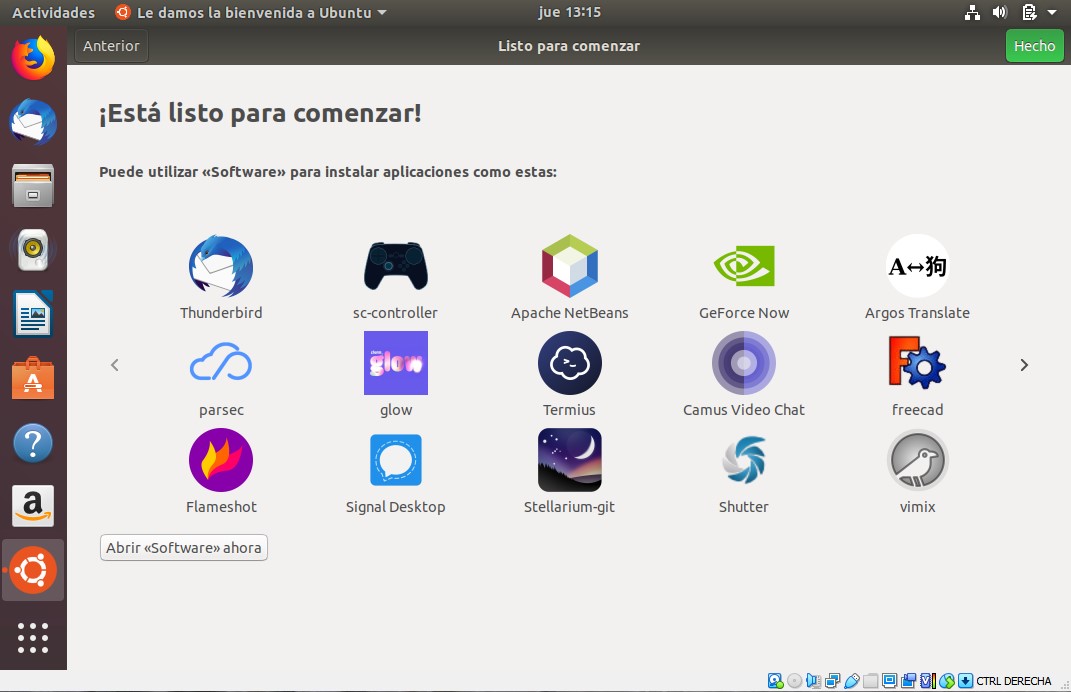 Actividades Le damos la bienvenida a Ubuntu jue 13:15
Anterior Listo para comenzar Hecho
¡Está listo para comenzar!
Puede utilizar «Software» para instalar aplicaciones como estas:
A↔狗
Thunderbird sc-controller Apache NetBeans GeForce Now Argos Translate
glow
parsec glow Termius Camus Video Chat freecad
Flameshot Signal Desktop Stellarium-git Shutter vimix
Abrir «Software» ahora
CTRL DERECHA